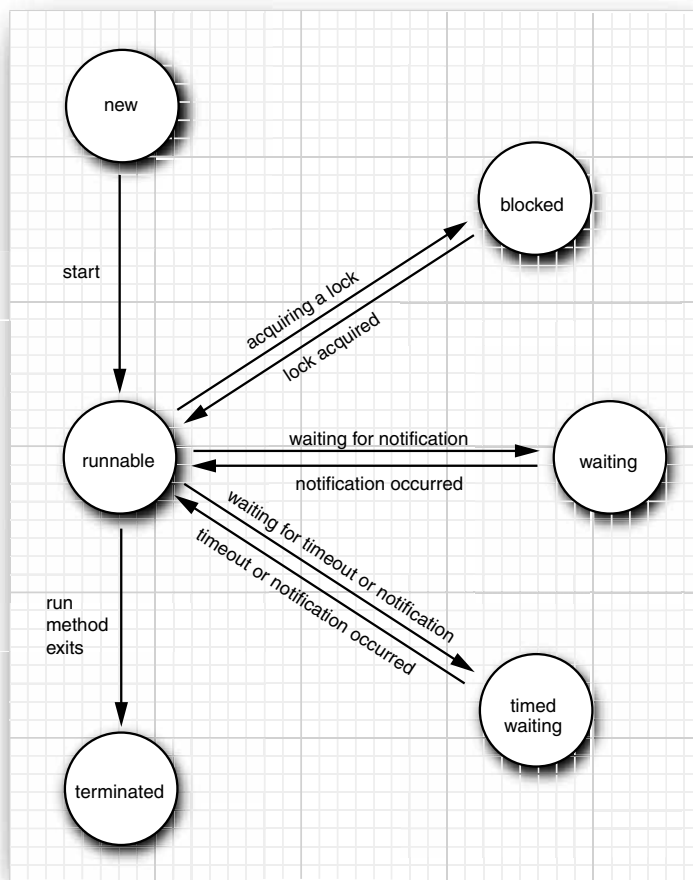 new
blocked
start
acquiring a lock
lock acquired
runnable
waiting for notification
notification occurred
waiting
waiting for timeout or notification
timeout or notification occurred
run
method
exits
timed
waiting
terminated